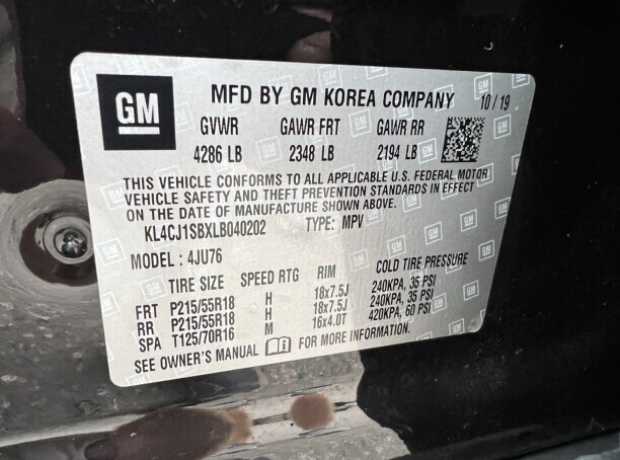 GM MFD BY GM KOREA COMPANY 10/19
GVWR GAWR FRT GAWR RR
4286 LB 2348 LB 2194 LB
THIS VEHICLE CONFORMS TO ALL APPLICABLE U.S. FEDERAL MOTOR
VEHICLE SAFETY AND THEFT PREVENTION STANDARDS IN EFFECT
ON THE DATE OF MANUFACTURE SHOWN ABOVE.
KL4CJ1SBXLB040202 TYPE: MPV
MODEL: 4JU76
TIRE SIZE SPEED RTG RIM COLD TIRE PRESSURE
FRT P215/55R18 H 18x7.5J 240KPA, 35 PSI
RR P215/55R18 H 18x7.5J 240KPA, 35 PSI
SPA T125/70R16 M 16x4.0T 420KPA, 60 PSI
SEE OWNER'S MANUAL FOR MORE INFORMATION.